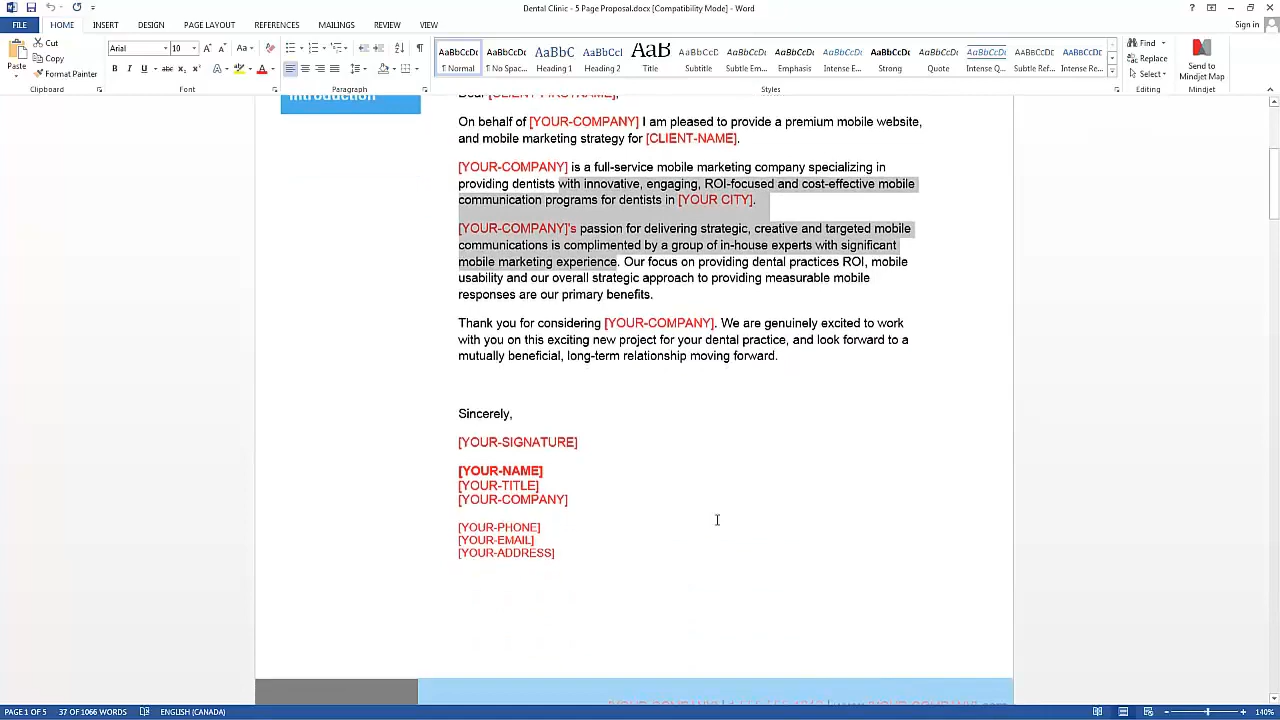 Dental Clinic - 5 Page Proposal.docx [Compatibility Mode] - Word
FILE HOME INSERT DESIGN PAGE LAYOUT REFERENCES MAILINGS REVIEW VIEW Sign in
Paste
Cut
Copy
Format Painter
Clipboard
Arial 10
Font
Paragraph
AaBbCcDc AaBbCcDc AaBbC AaBbCcI AaB AaBbCcDc AaBbCcDc AaBbCcDc AaBbCcDc AaBbCcDc AaBbCcDc AaBbCcDc AaBbCcDc AaBbCcDc
¶ Normal ¶ No Spac... Heading 1 Heading 2 Title Subtitle Subtle Em... Emphasis Intense E... Strong Quote Intense Q... Subtle Ref... Intense Re...
Styles
Find
Replace
Select
Editing
Send to
Mindjet Map
Mindjet
Introduction
Dear [CLIENT-FIRSTNAME],
On behalf of [YOUR-COMPANY] I am pleased to provide a premium mobile website,
and mobile marketing strategy for [CLIENT-NAME].
[YOUR-COMPANY] is a full-service mobile marketing company specializing in
providing dentists with innovative, engaging, ROI-focused and cost-effective mobile
communication programs for dentists in [YOUR CITY].
[YOUR-COMPANY]'s passion for delivering strategic, creative and targeted mobile
communications is complimented by a group of in-house experts with significant
mobile marketing experience. Our focus on providing dental practices ROI, mobile
usability and our overall strategic approach to providing measurable mobile
responses are our primary benefits.
Thank you for considering [YOUR-COMPANY]. We are genuinely excited to work
with you on this exciting new project for your dental practice, and look forward to a
mutually beneficial, long-term relationship moving forward.
Sincerely,
[YOUR-SIGNATURE]
[YOUR-NAME]
[YOUR-TITLE]
[YOUR-COMPANY]
[YOUR-PHONE]
[YOUR-EMAIL]
[YOUR-ADDRESS]
PAGE 1 OF 5 37 OF 1066 WORDS ENGLISH (CANADA) 140%